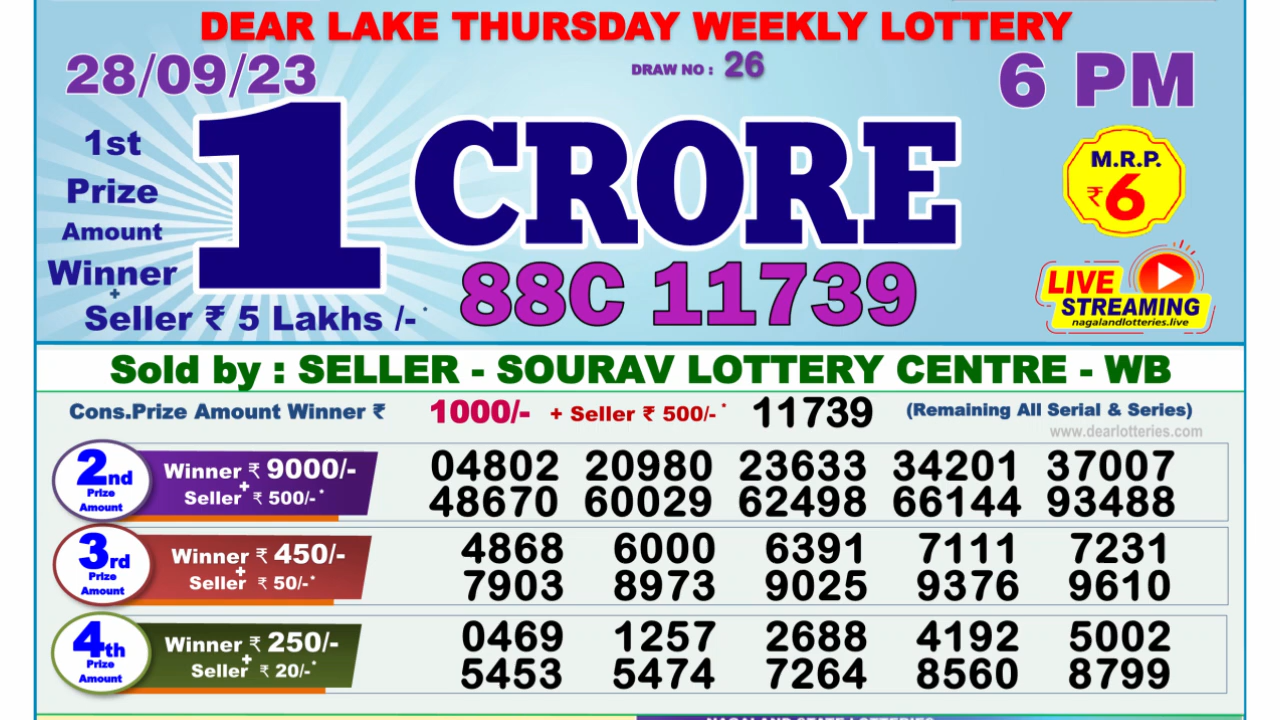 DEAR LAKE THURSDAY WEEKLY LOTTERY
28/09/23
DRAW NO : 26
6 PM
1st
Prize
Amount
Winner
+
Seller ₹ 5 Lakhs /-*
1 CRORE
88C 11739
M.R.P.
₹6
LIVE
STREAMING
nagalandlotteries.live
Sold by : SELLER - SOURAV LOTTERY CENTRE - WB
Cons.Prize Amount Winner ₹ 1000/- + Seller ₹ 500/-* 11739 (Remaining All Serial & Series)
www.dearlotteries.com
2nd
Prize
Amount
Winner ₹ 9000/-
+
Seller ₹ 500/-*
04802 20980 23633 34201 37007
48670 60029 62498 66144 93488
3rd
Prize
Amount
Winner ₹ 450/-
+
Seller ₹ 50/-*
4868 6000 6391 7111 7231
7903 8973 9025 9376 9610
4th
Prize
Amount
Winner ₹ 250/-
+
Seller ₹ 20/-*
0469 1257 2688 4192 5002
5453 5474 7264 8560 8799
NAGALAND STATE LOTTERIES